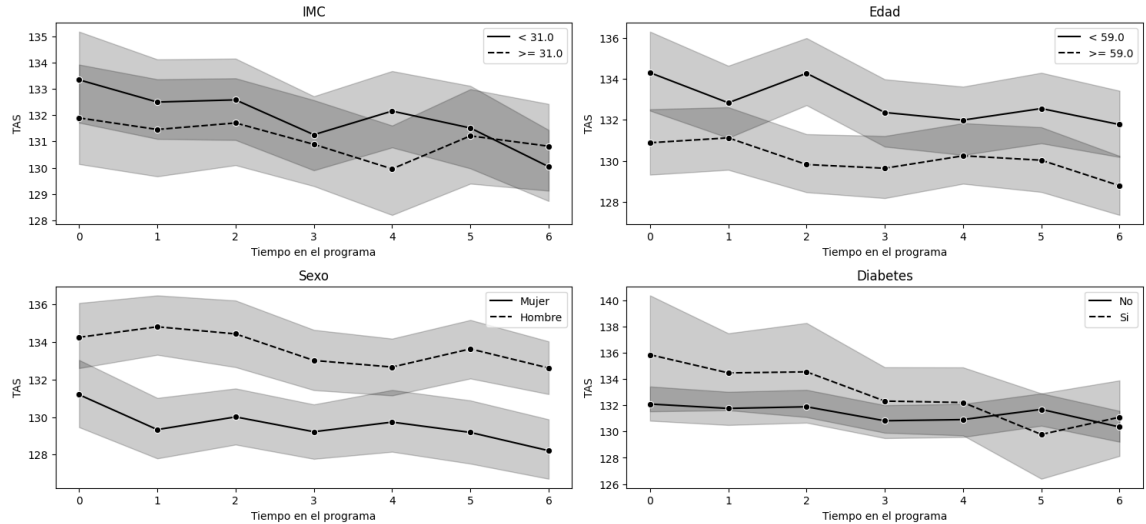 IMC
135
134
133
132
131
130
129
128
TAS
0 1 2 3 4 5 6
Tiempo en el programa
< 31.0
>= 31.0
Edad
136
134
132
130
128
TAS
0 1 2 3 4 5 6
Tiempo en el programa
< 59.0
>= 59.0
Sexo
136
134
132
130
128
TAS
0 1 2 3 4 5 6
Tiempo en el programa
Mujer
Hombre
Diabetes
140
138
136
134
132
130
128
126
TAS
0 1 2 3 4 5 6
Tiempo en el programa
No
Si